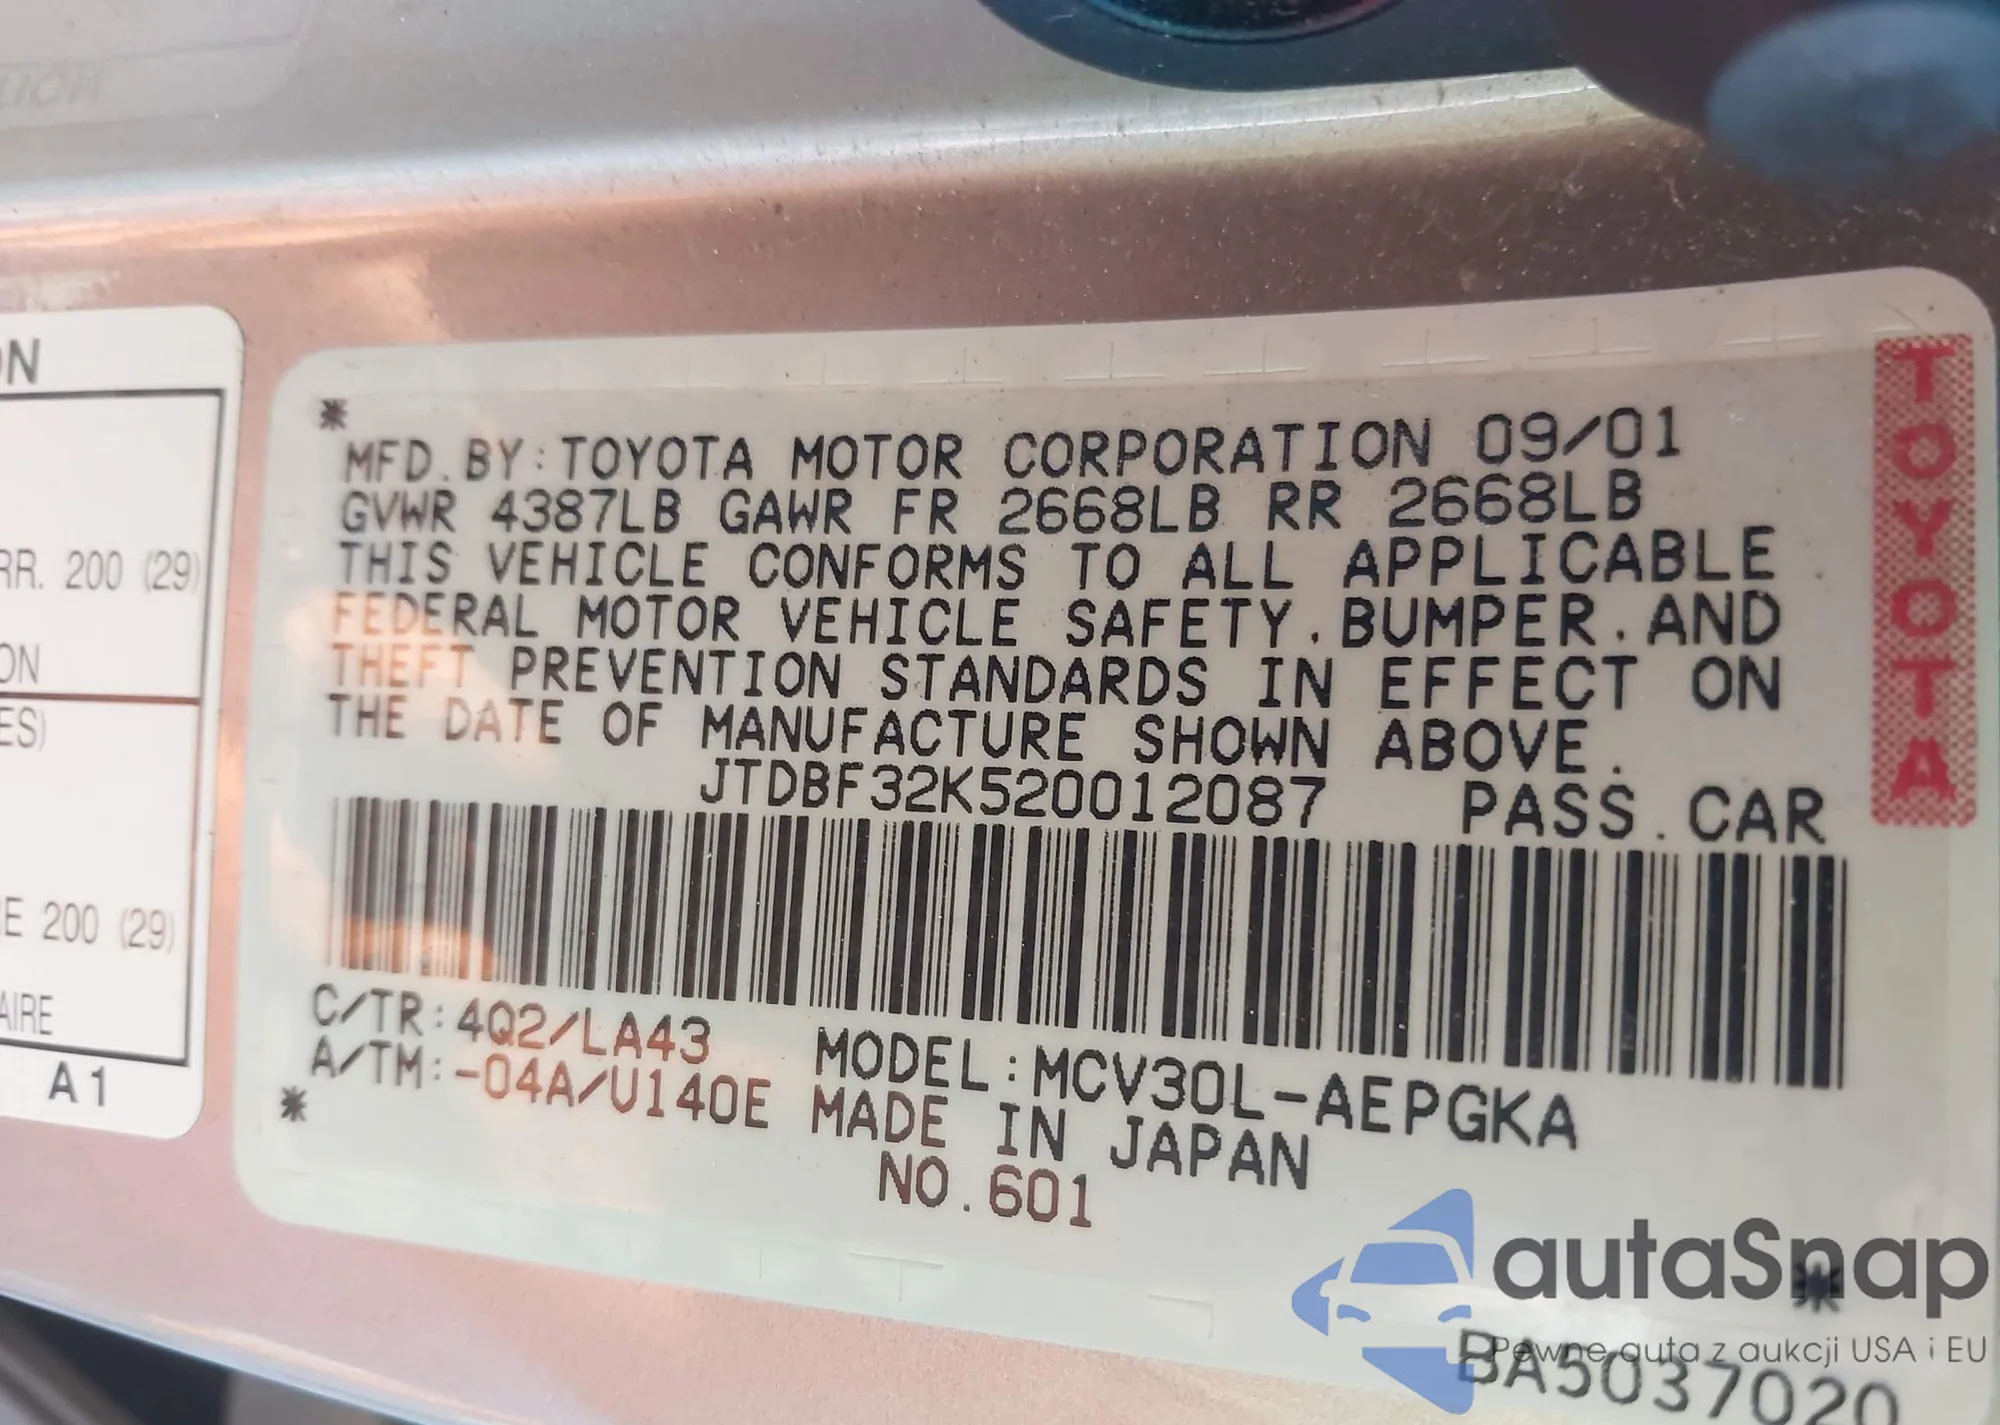 ON
RR. 200 (29)
ON
ES)
RE 200 (29)
AIRE
A1
*
MFD.BY:TOYOTA MOTOR CORPORATION 09/01
GVWR 4387LB GAWR FR 2668LB RR 2668LB
THIS VEHICLE CONFORMS TO ALL APPLICABLE
FEDERAL MOTOR VEHICLE SAFETY.BUMPER.AND
THEFT PREVENTION STANDARDS IN EFFECT ON
THE DATE OF MANUFACTURE SHOWN ABOVE.
JTDBF32K520012087 PASS.CAR
C/TR:4Q2/LA43 MODEL:MCV30L-AEPGKA
A/TM:-04A/U140E MADE IN JAPAN
* NO.601
TOYOTA
autaSnap
*
Pewne auta z aukcji USA i EU
BA5037020